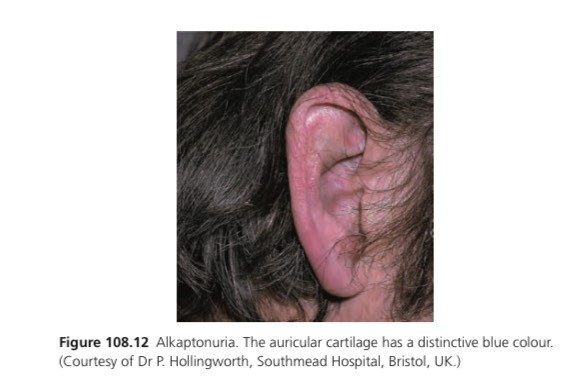 Figure 108.12 Alkaptonuria. The auricular cartilage has a distinctive blue colour.
(Courtesy of Dr P. Hollingworth, Southmead Hospital, Bristol, UK.)